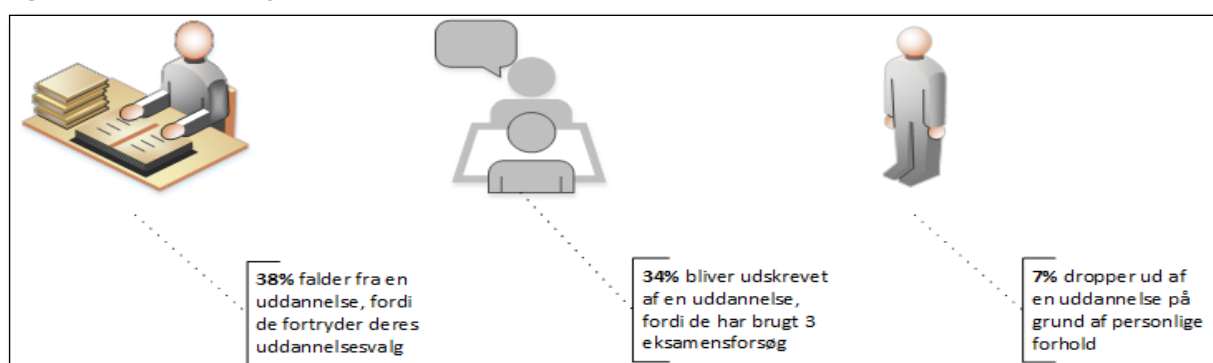 38% falder fra en
uddannelse, fordi
de fortryder deres
uddannelsesvalg
34% bliver udskrevet
af en uddannelse,
fordi de har brugt 3
eksamensforsøg
7% dropper ud af
en uddannelse på
grund af personlige
forhold